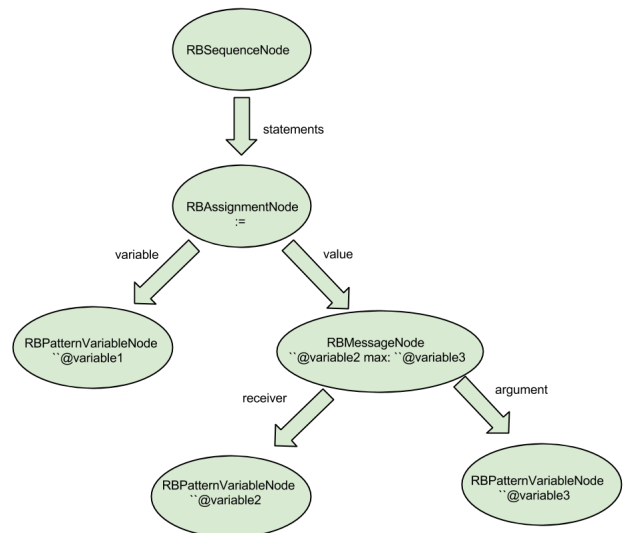 RBSequenceNode
statements
RBAssignmentNode
:=
variable
value
RBPatternVariableNode
``@variable1
RBMessageNode
``@variable2 max: ``@variable3
receiver
argument
RBPatternVariableNode
``@variable2
RBPatternVariableNode
``@variable3